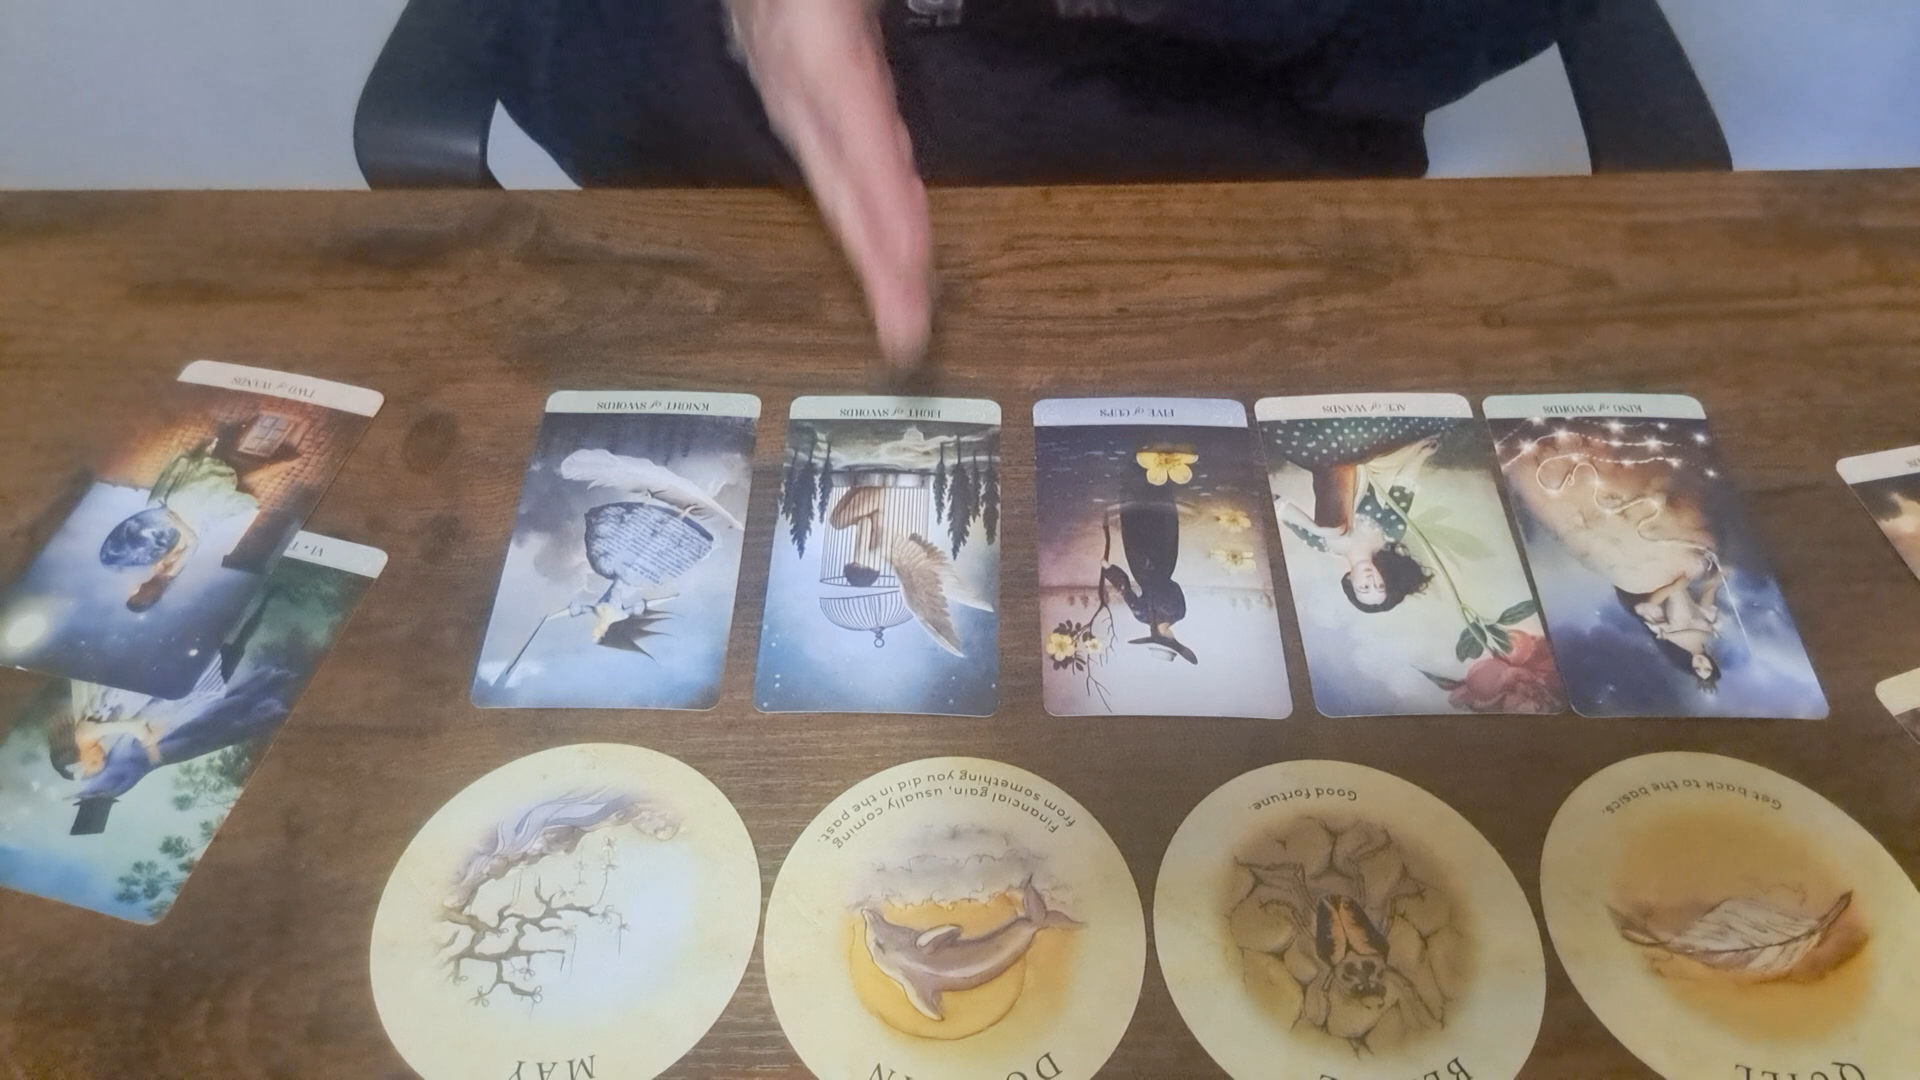 TWO of WANDS
VI • T
KNIGHT of SWORDS
EIGHT of SWORDS
FIVE of CUPS
ACE of WANDS
KING of SWORDS
Financial gain, usually coming
from something you did in the past.
Good fortune.
Get back to the basics.
MAY